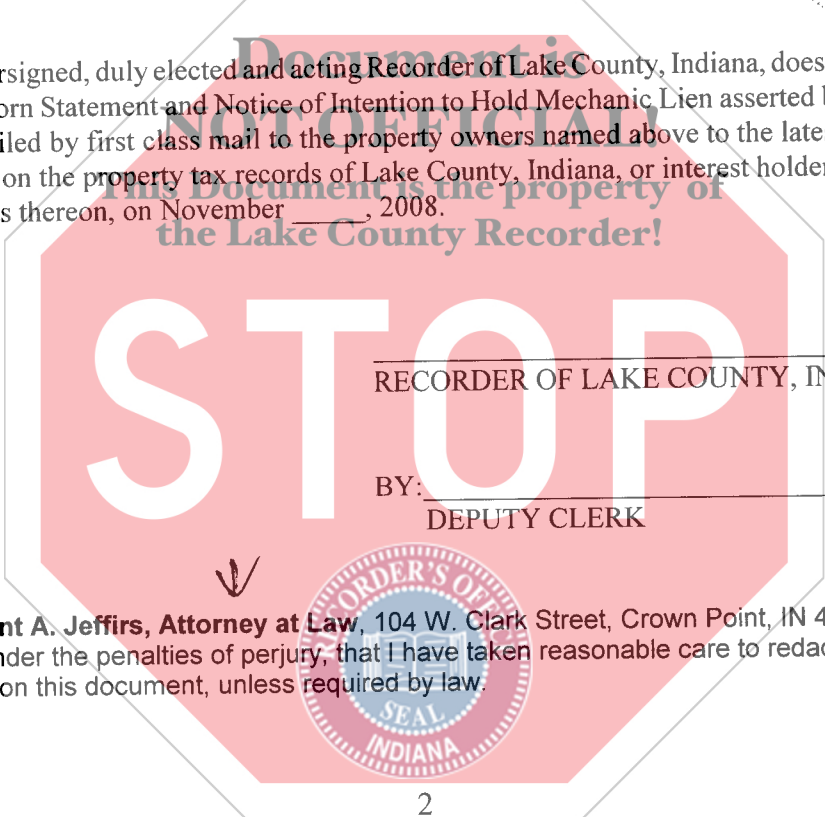 Document is
rsigned, duly elected and acting Recorder of Lake County, Indiana, does
orn Statement and Notice of Intention to Hold Mechanic Lien asserted
NOT OFFICIAL!
iled by first class mail to the property owners named above to the late
on the property tax records of Lake County, Indiana, or interest holder
This Document is the property of
s thereon, on November _____, 2008.
the Lake County Recorder!
STOP
RECORDER OF LAKE COUNTY, IN
BY:
DEPUTY CLERK
nt A. Jeffirs, Attorney at Law, 104 W. Clark Street, Crown Point, IN 4
nder the penalties of perjury, that I have taken reasonable care to redac
on this document, unless required by law.
RECORDER'S OFFIC
SEAL
INDIANA
2